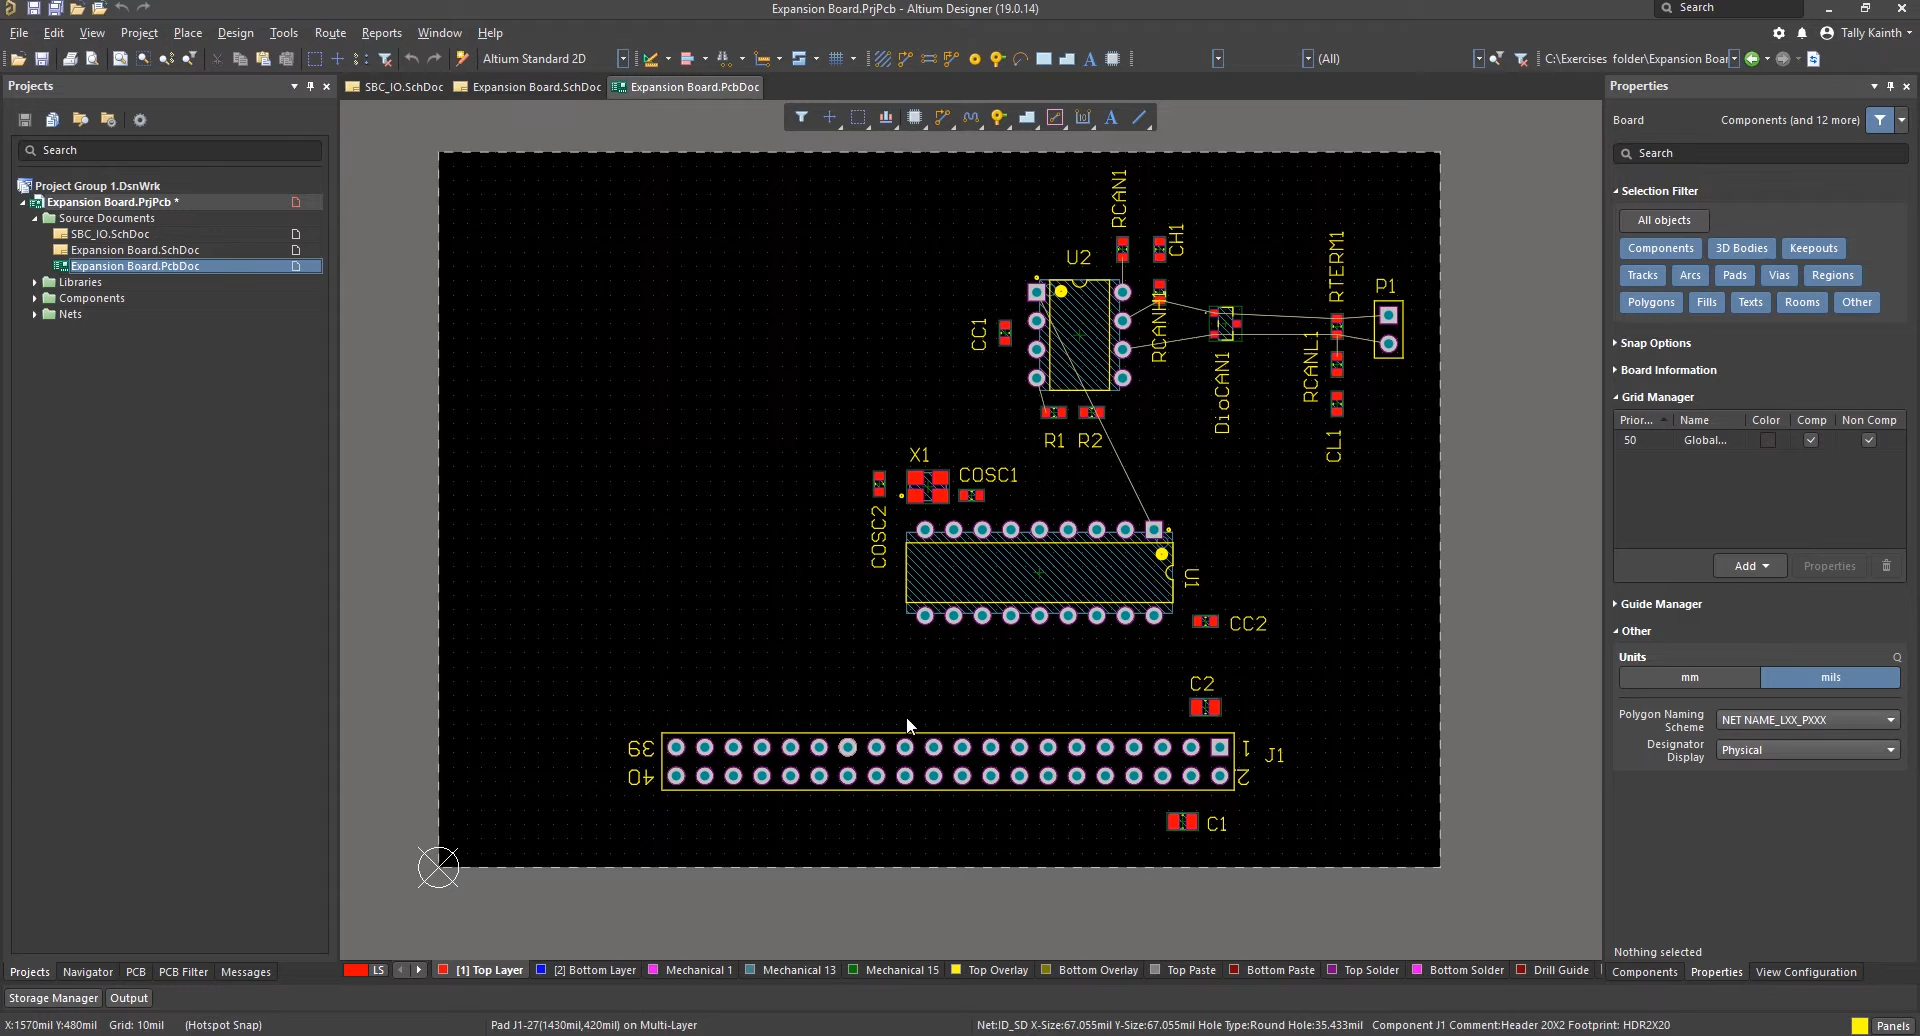 Expansion Board.PrjPcb - Altium Designer (19.0.14)
Search
File Edit View Project Place Design Tools Route Reports Window Help
Tally Kainth
Altium Standard 2D
(All)
C:\Exercises folder\Expansion Boar
Projects
SBC_IO.SchDoc Expansion Board.SchDoc Expansion Board.PcbDoc
Properties
Board Components (and 12 more)
Search
Search
Project Group 1.DsnWrk
Expansion Board.PrjPcb *
Source Documents
SBC_IO.SchDoc
Expansion Board.SchDoc
Expansion Board.PcbDoc
Libraries
Components
Nets
RCAN1
CH1
U2
RTERM1
P1
CC1
RCANH1
DioCAN1
RCANL1
CL1
R1 R2
X1
COSC1
COSC2
U1
CC2
C2
39
1
J1
40
2
C1
Selection Filter
All objects
Components 3D Bodies Keepouts
Tracks Arcs Pads Vias Regions
Polygons Fills Texts Rooms Other
Snap Options
Board Information
Grid Manager
Prior... Name Color Comp Non Comp
50 Global...
Add Properties
Guide Manager
Other
Units
mm mils
Polygon Naming Scheme NET NAME_LXX_PXXX
Designator Display Physical
Nothing selected
Projects Navigator PCB PCB Filter Messages
LS [1] Top Layer [2] Bottom Layer Mechanical 1 Mechanical 13 Mechanical 15 Top Overlay Bottom Overlay Top Paste Bottom Paste Top Solder Bottom Solder Drill Guide
Components Properties View Configuration
Storage Manager Output
X:1570mil Y:480mil Grid: 10mil (Hotspot Snap) Pad J1-27(1430mil,420mil) on Multi-Layer Net:ID_SD X-Size:67.055mil Y-Size:67.055mil Hole Type:Round Hole:35.433mil Component J1 Comment:Header 20X2 Footprint: HDR2X20 Panels